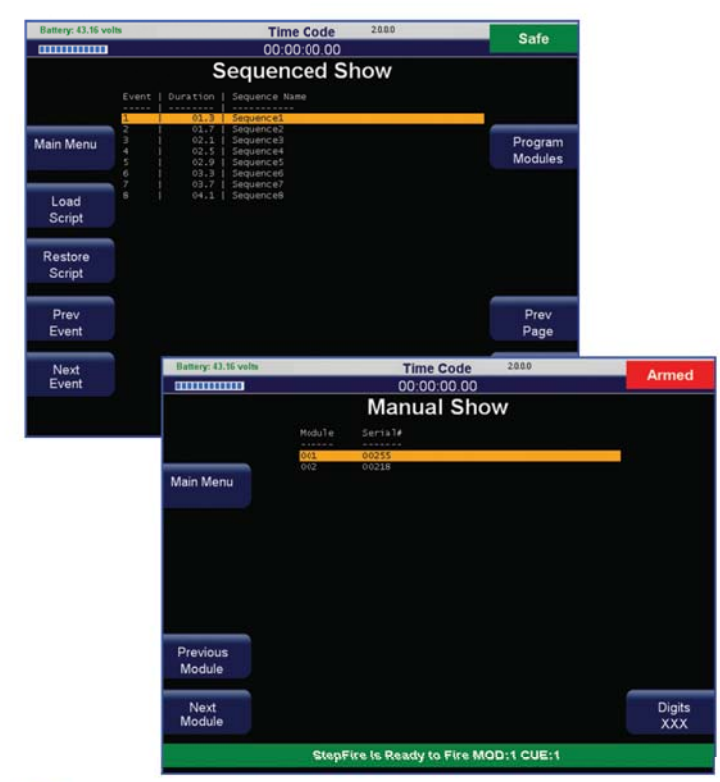 Battery: 43.16 volts
Time Code
2.0.0.0
Safe
00:00:00.00
Sequenced Show
Event | Duration | Sequence Name
----- | -------- | -----------
1 | 01.3 | Sequence1
2 | 01.7 | Sequence2
3 | 02.1 | Sequence3
4 | 02.5 | Sequence4
5 | 02.9 | Sequence5
6 | 03.3 | Sequence6
7 | 03.7 | Sequence7
8 | 04.1 | Sequence8
Main Menu
Load
Script
Restore
Script
Prev
Event
Next
Event
Program
Modules
Prev
Page
Battery: 43.16 volts
Time Code
2.0.0.0
Armed
00:00:00.00
Manual Show
Module Serial#
------ -------
001 00255
002 00218
Main Menu
Previous
Module
Next
Module
Digits
XXX
StepFire is Ready to Fire MOD:1 CUE:1